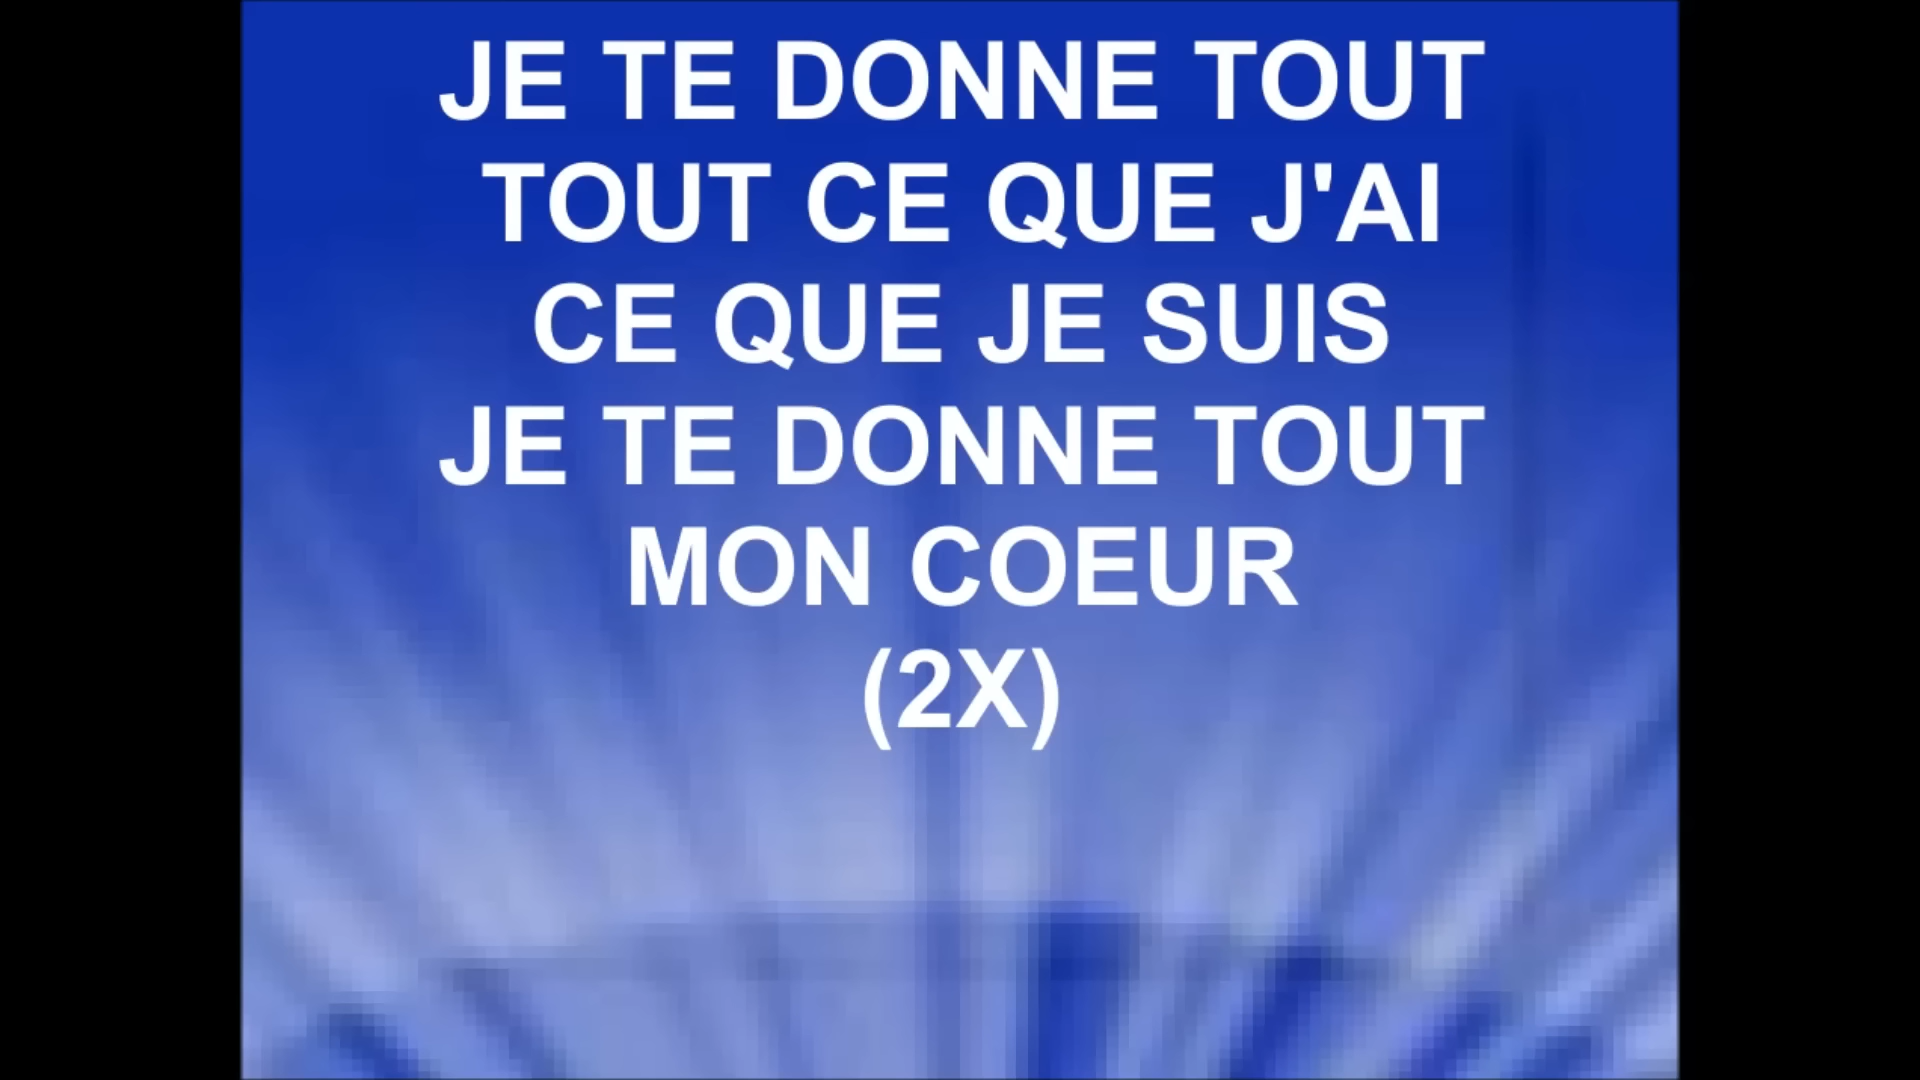 JE TE DONNE TOUT
TOUT CE QUE J'AI
CE QUE JE SUIS
JE TE DONNE TOUT
MON COEUR
(2X)